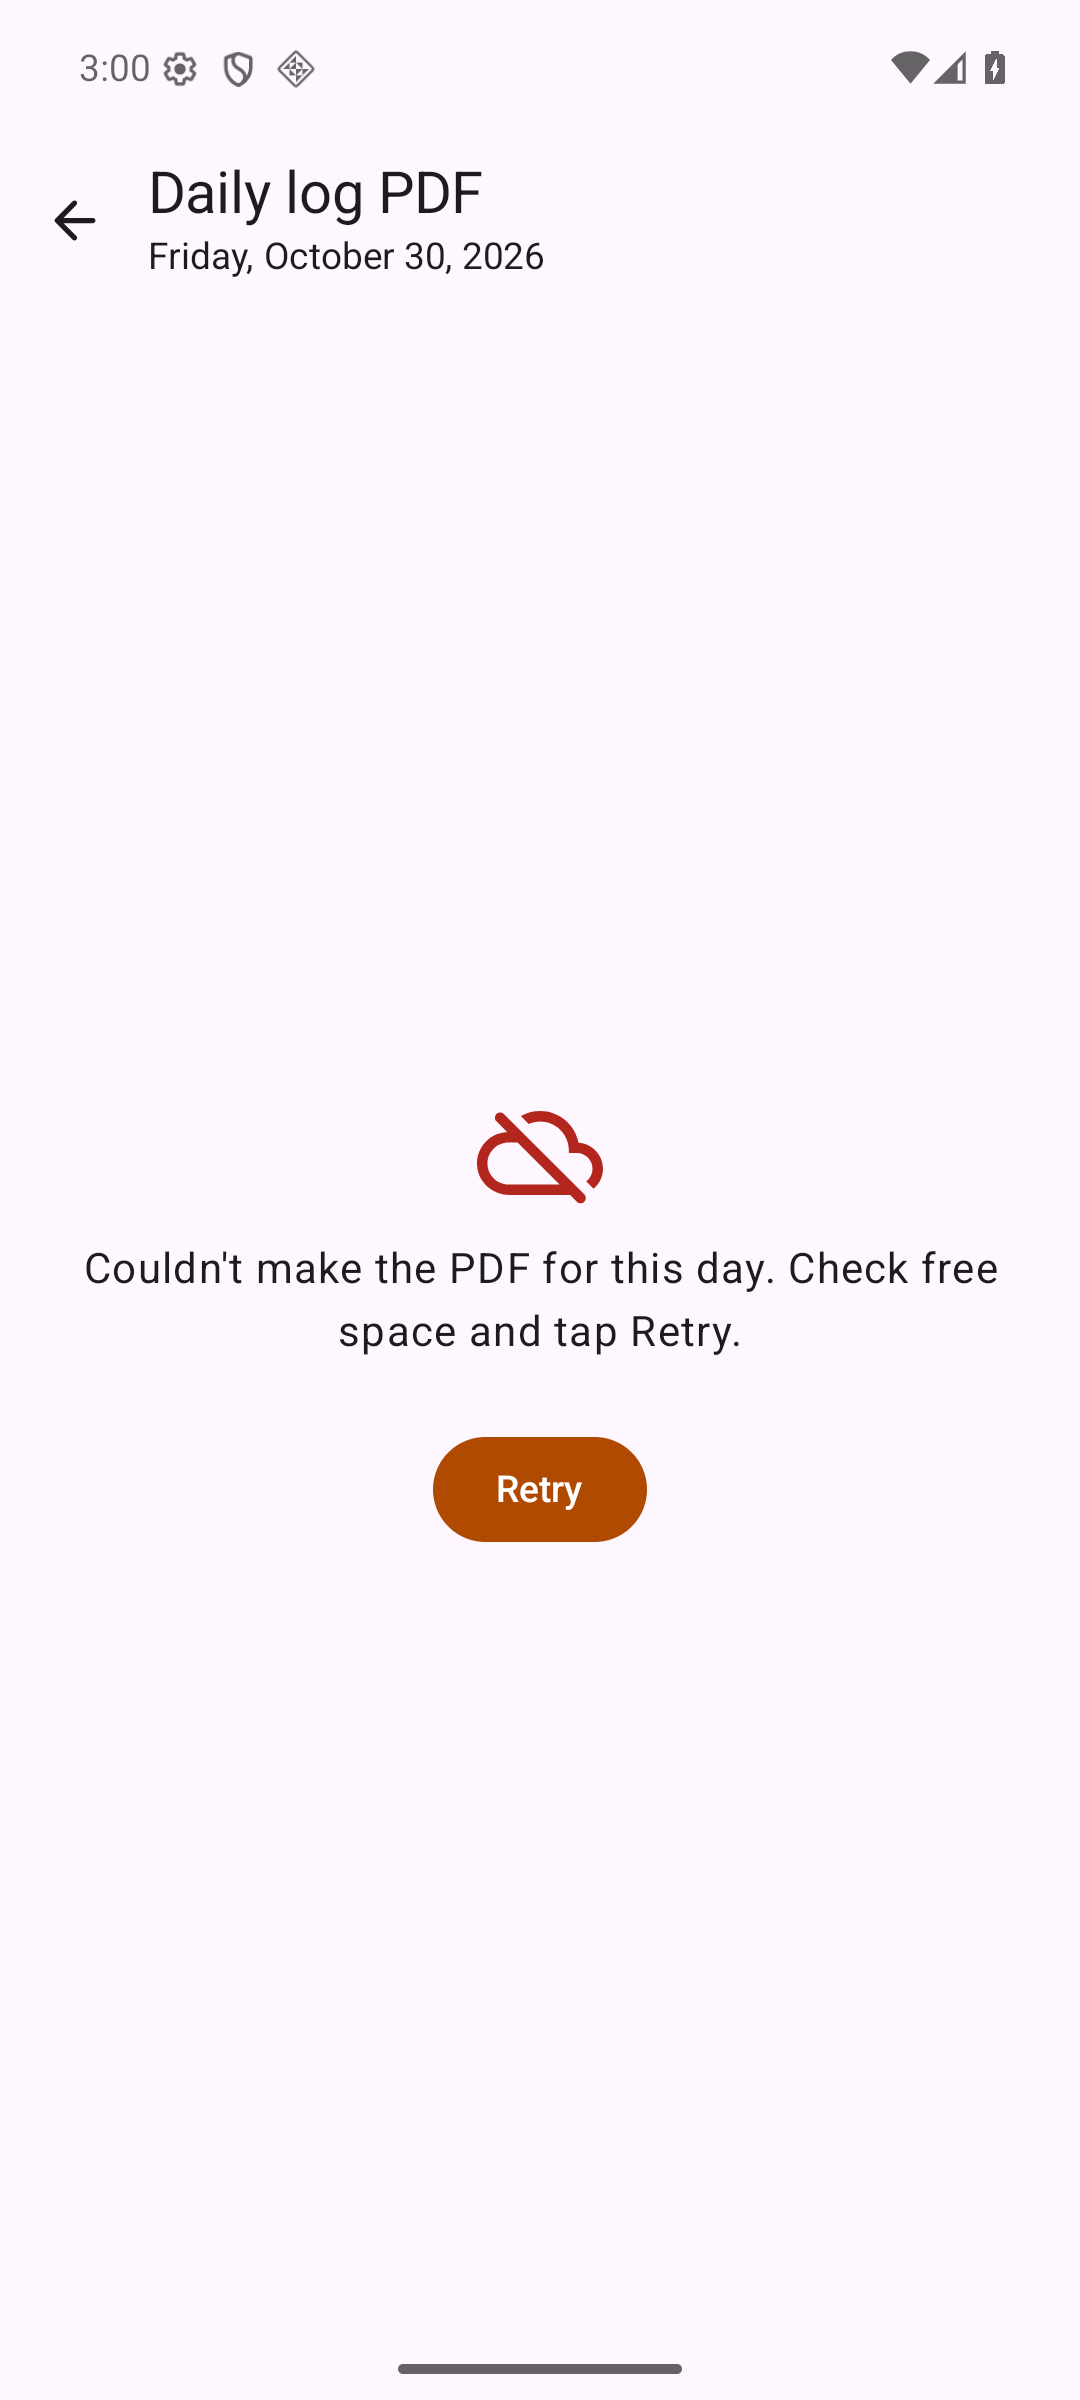 3:00
Daily log PDF
Friday, October 30, 2026
Couldn't make the PDF for this day. Check free
space and tap Retry.
Retry